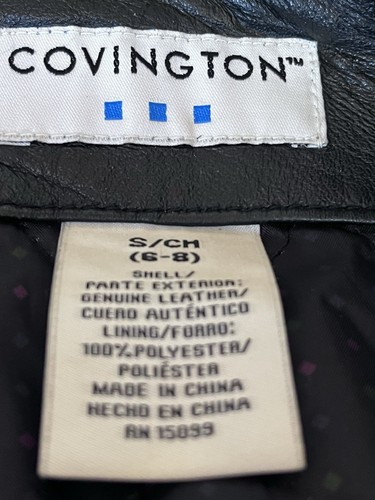 COVINGTON™
S/CH
(6-8)
SHELL/
PARTE EXTERIOR:
GENUINE LEATHER/
CUERO AUTÉNTICO
LINING/FORRO:
100% POLYESTER/
POLIÉSTER
MADE IN CHINA
HECHO EN CHINA
RN 15099